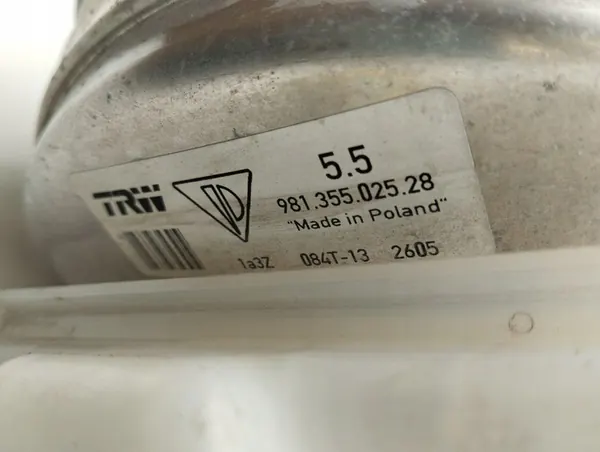 5.5
TRW
981.355.025.28
"Made in Poland"
1a3Z 084T-13 2605